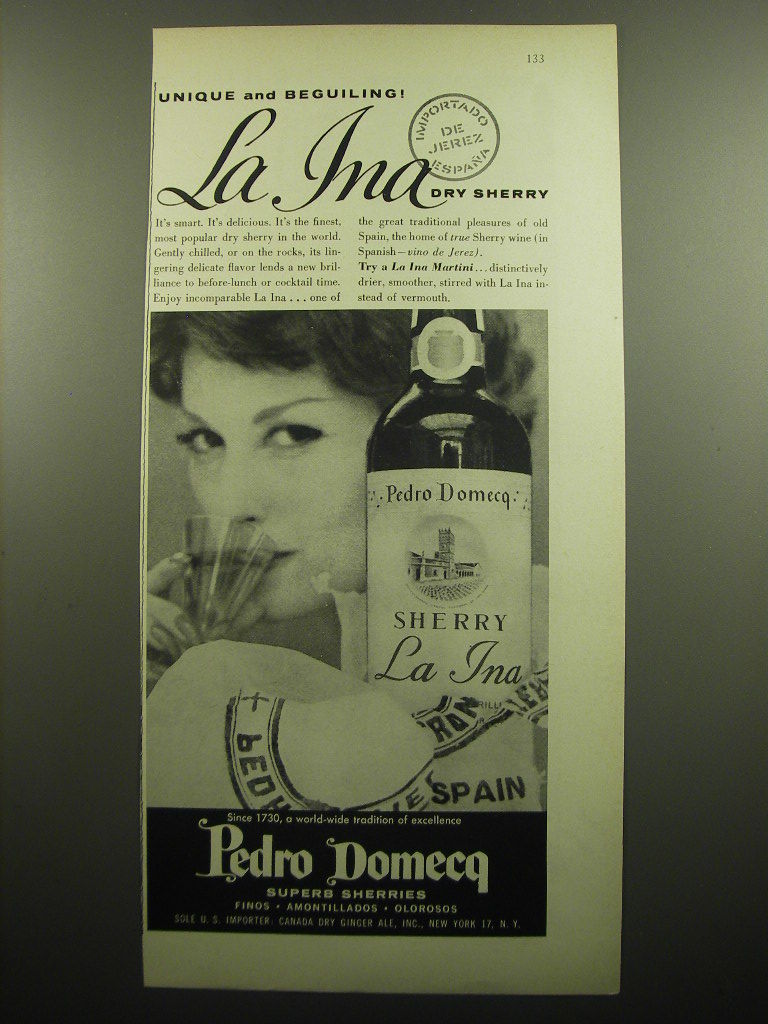 133
UNIQUE and BEGUILING!
La Ina
IMPORTADO
DE
JEREZ
ESPAÑA
DRY SHERRY
It's smart. It's delicious. It's the finest,
most popular dry sherry in the world.
Gently chilled, or on the rocks, its lin-
gering delicate flavor lends a new bril-
liance to before-lunch or cocktail time.
Enjoy incomparable La Ina . . . one of
the great traditional pleasures of old
Spain, the home of true Sherry wine (in
Spanish—vino de Jerez).
Try a La Ina Martini . . . distinctively
drier, smoother, stirred with La Ina in-
stead of vermouth.
Pedro Domecq
SHERRY
La Ina
SPAIN
Since 1730, a world-wide tradition of excellence
Pedro Domecq
SUPERB SHERRIES
FINOS • AMONTILLADOS • OLOROSOS
SOLE U. S. IMPORTER: CANADA DRY GINGER ALE, INC., NEW YORK 17, N. Y.